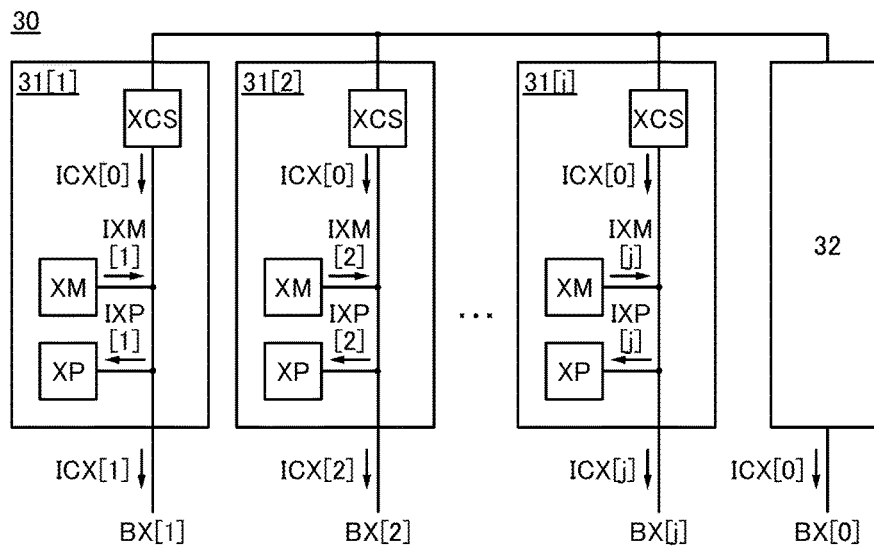 30
31[1] 31[2] 31[j]
XCS XCS XCS
ICX[0] ICX[0] ICX[0]
IXM IXM IXM
[1] [2] [j]
32
XM XM XM
IXP IXP IXP
...
[1] [2] [j]
XP XP XP
ICX[1] ICX[2] ICX[j] ICX[0]
BX[1] BX[2] BX[j] BX[0]